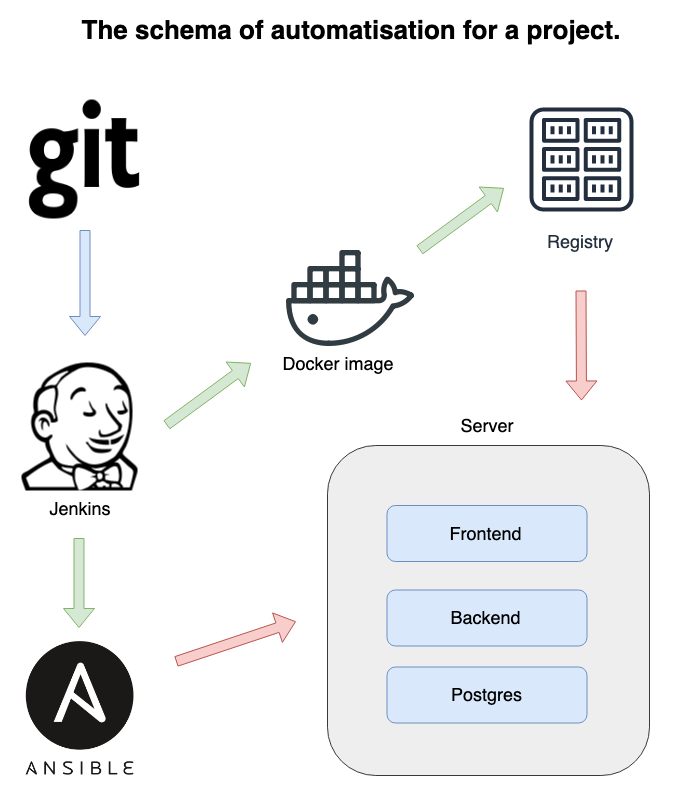 The schema of automatisation for a project.
git
Registry
Docker image
Server
Jenkins
Frontend
Backend
Postgres
ANSIBLE